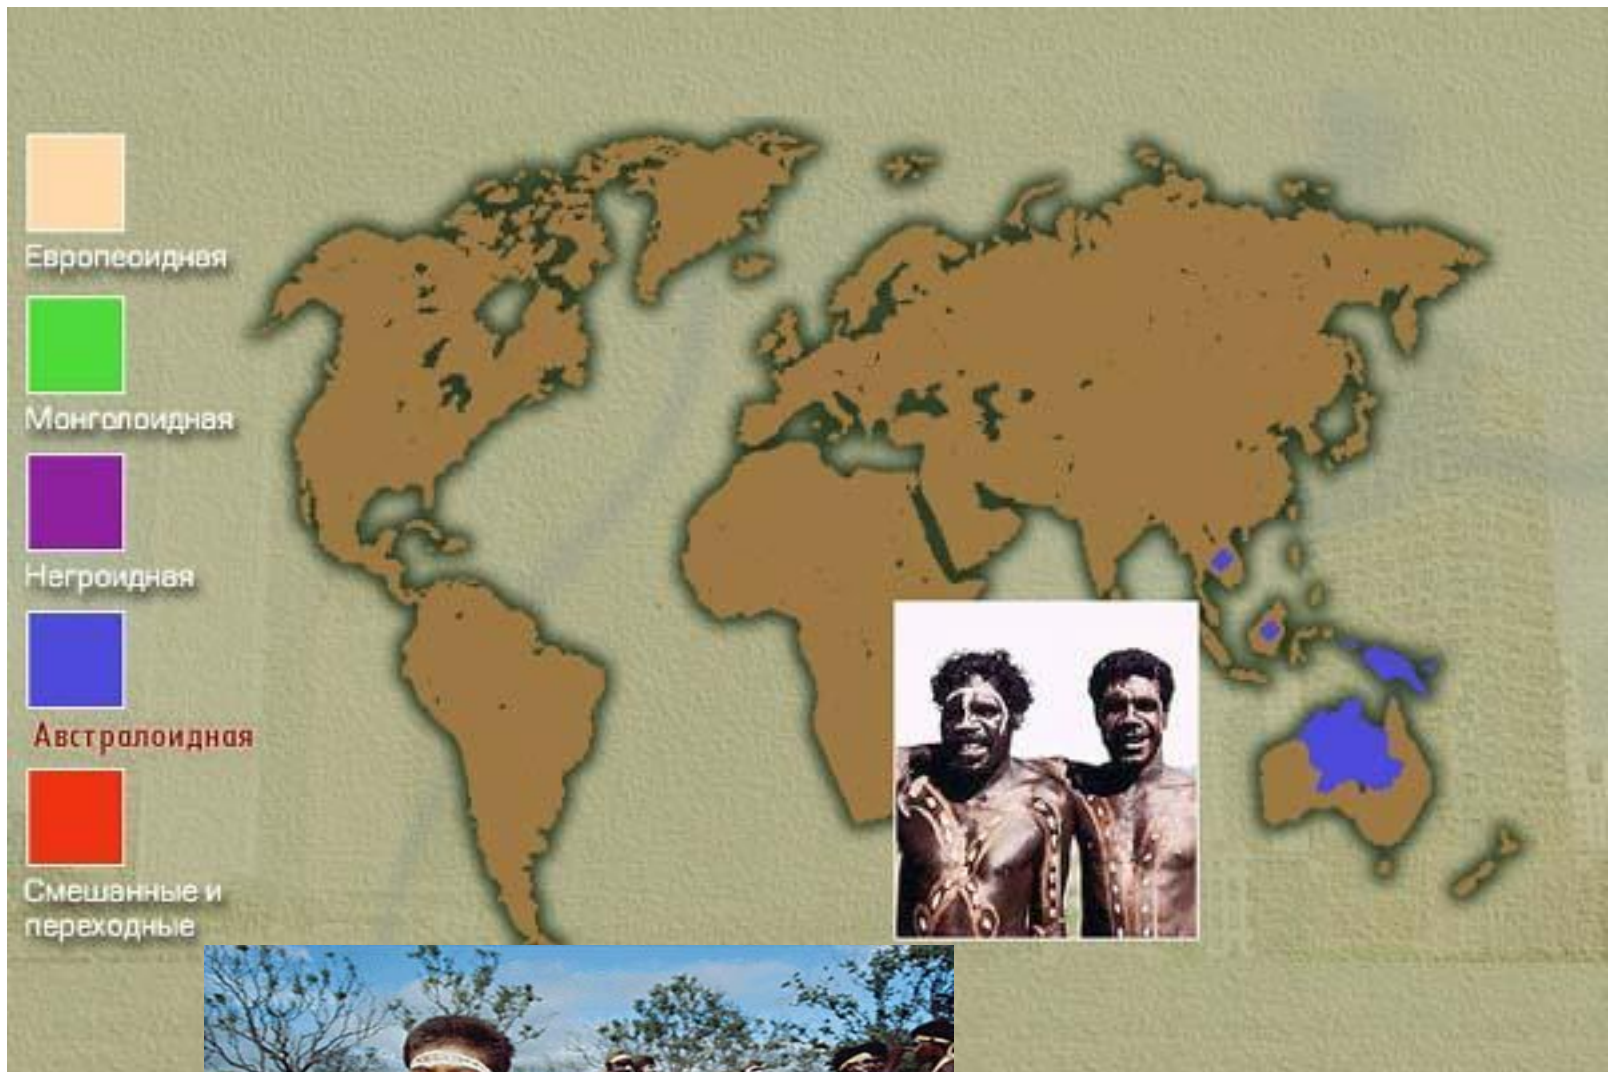 Европеоидная
Монголоидная
Негроидная
Австралоидная
Смешанные и
переходные